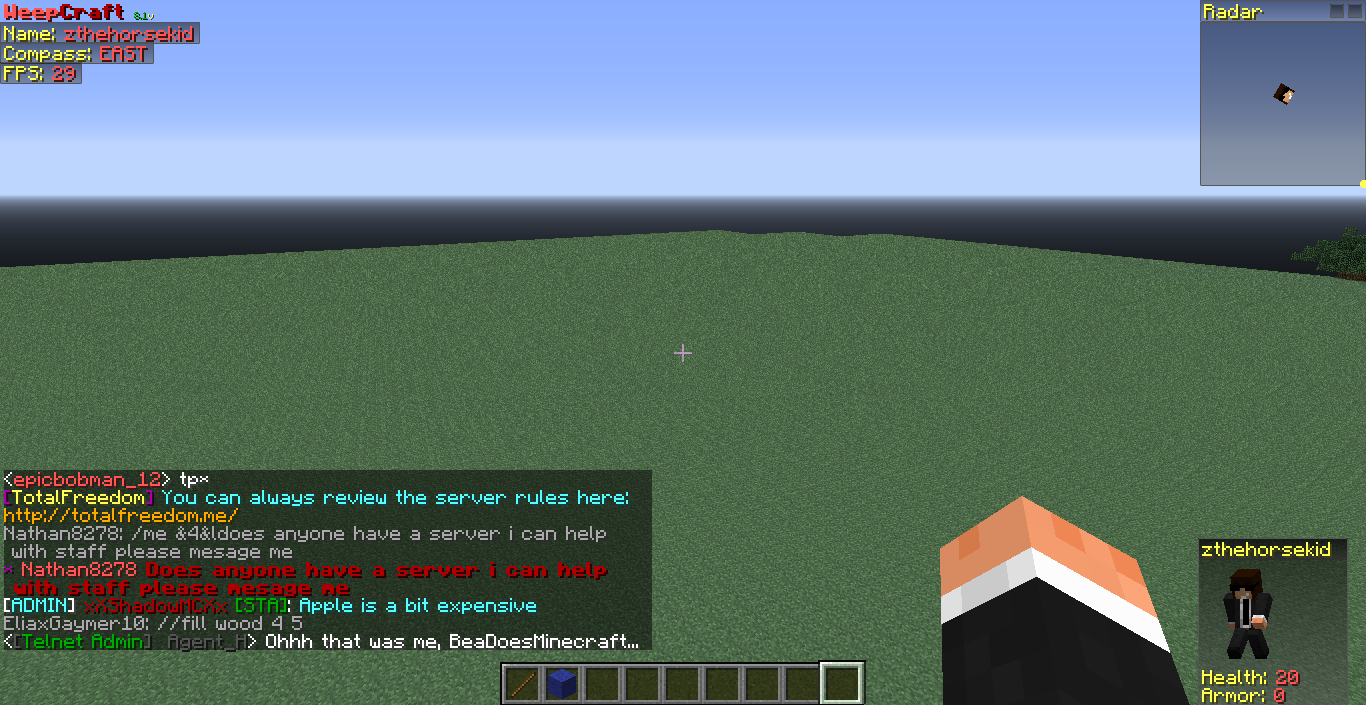 WeepCraft 8.1v
Name: zthehorsekid
Compass: EAST
FPS: 29
Radar
<epicbobman_12> tp*
[TotalFreedom] You can always review the server rules here:
http://totalfreedom.me/
Nathan8278: /me &4&ldoes anyone have a server i can help
with staff please mesage me
* Nathan8278 Does anyone have a server i can help
with staff please mesage me
[ADMIN] xXShadowMCXx [STA]: Apple is a bit expensive
EliaxGaymer10: //fill wood 4 5
<[Telnet Admin] Agent_H> Ohhh that was me, BeaDoesMinecraft...
zthehorsekid
Health: 20
Armor: 0